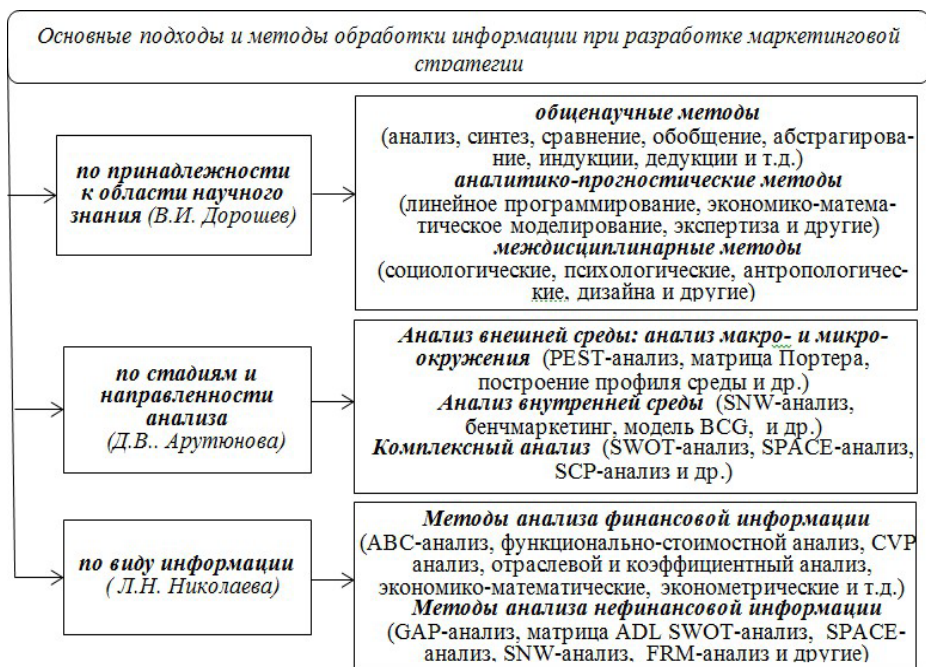 Основные подходы и методы обработки информации при разработке маркетинговой
стратегии
по принадлежности
к области научного
знания (В.И. Дорошев)
общенаучные методы
(анализ, синтез, сравнение, обобщение, абстрагирова-
ние, индукции, дедукции и т.д.)
аналитико-прогностические методы
(линейное программирование, экономико-матема-
тическое моделирование, экспертиза и другие)
междисциплинарные методы
(социологические, психологические, антропологичес-
кие, дизайна и другие)
по стадиям и
направленности
анализа
(Д.В.. Арутюнова)
Анализ внешней среды: анализ макро- и микро-
окружения (PEST-анализ, матрица Портера,
построение профиля среды и др.)
Анализ внутренней среды (SNW-анализ,
бенчмаркетинг, модель BCG, и др.)
Комплексный анализ (SWOT-анализ, SPACE-анализ,
SCP-анализ и др.)
по виду информации
( Л.Н. Николаева)
Методы анализа финансовой информации
(ABC-анализ, функционально-стоимостной анализ, CVP
анализ, отраслевой и коэффициентный анализ,
экономико-математические, эконометрические и т.д.)
Методы анализа нефинансовой информации
(GAP-анализ, матрица ADL SWOT-анализ, SPACE-
анализ, SNW-анализ, FRM-анализ и другие)